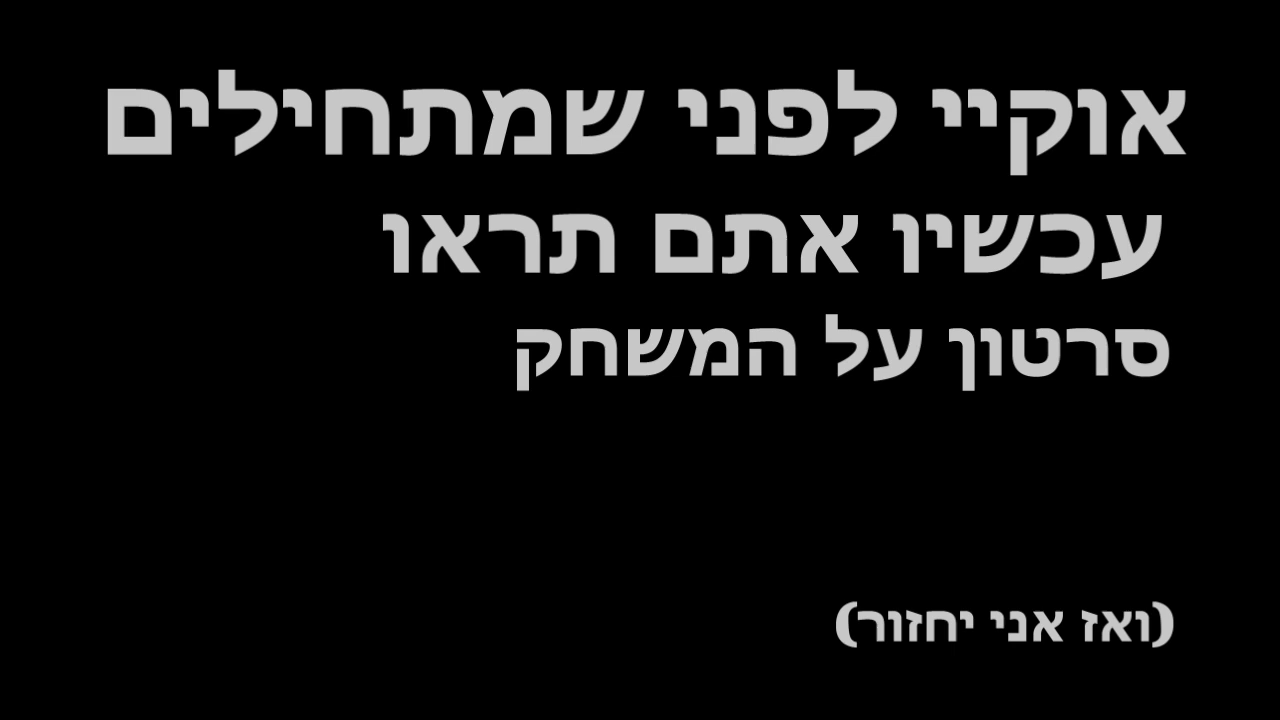 אוקיי לפני שמתחילים
עכשיו אתם תראו
סרטון על המשחק
(ואז אני יחזור)